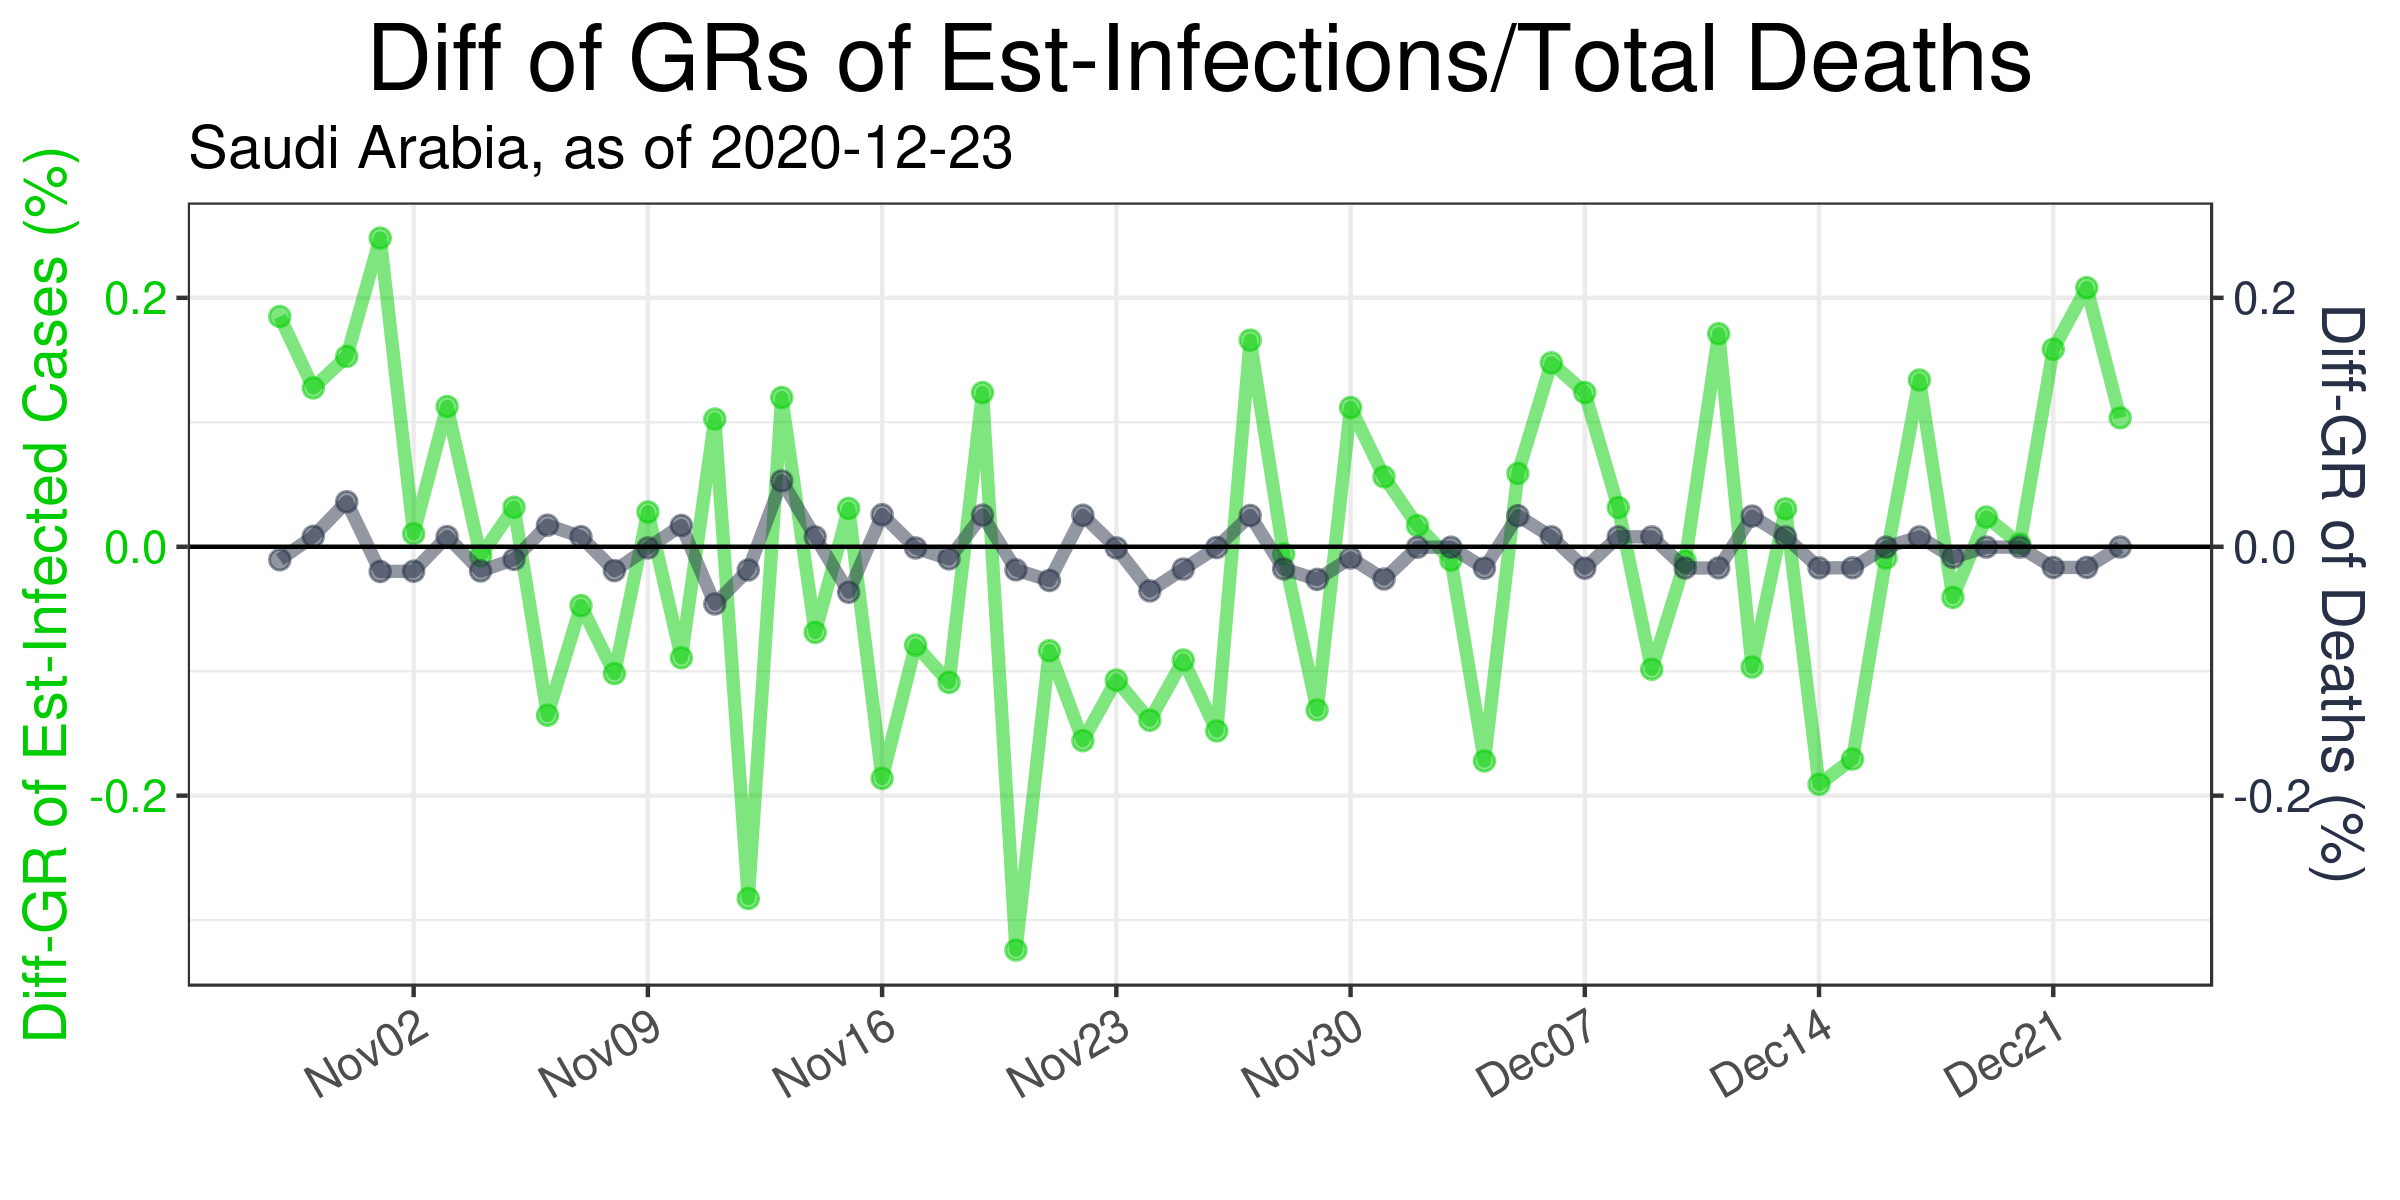 Diff of GRs of Est-Infections/Total Deaths
Saudi Arabia, as of 2020-12-23
Diff-GR of Est-Infected Cases (%)
0.2
0.0
-0.2
0.2
0.0
-0.2
Diff-GR of Deaths (%)
Nov02
Nov09
Nov16
Nov23
Nov30
Dec07
Dec14
Dec21